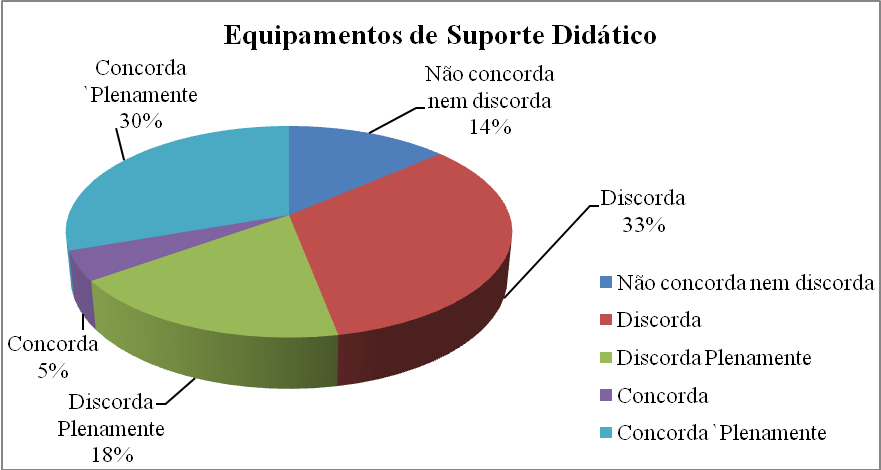 Equipamentos de Suporte Didático
Concorda
`Plenamente
30%
Não concorda
nem discorda
14%
Discorda
33%
Concorda
5%
Discorda
Plenamente
18%
Não concorda nem discorda
Discorda
Discorda Plenamente
Concorda
Concorda `Plenamente